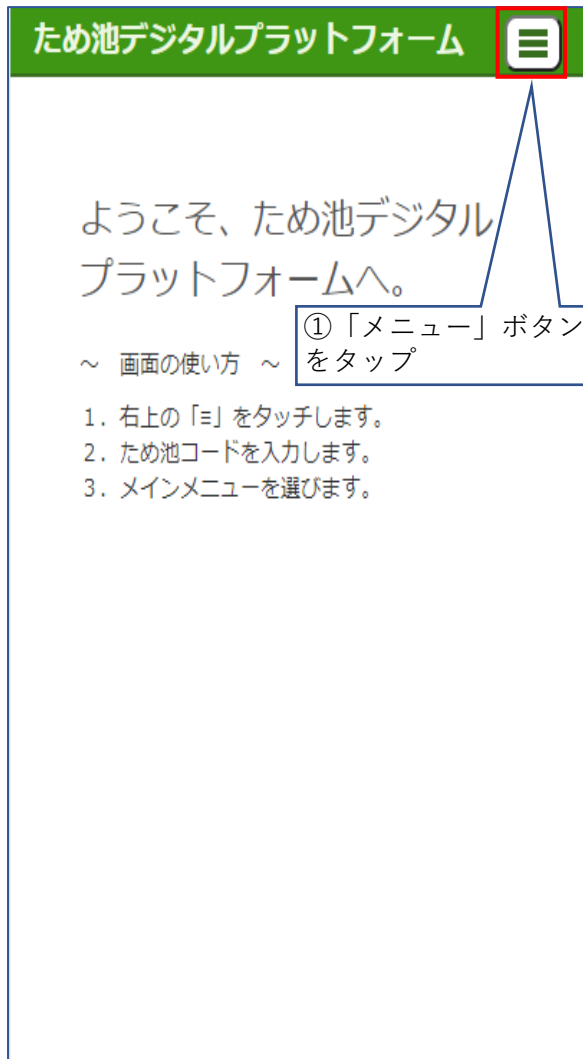 ため池デジタルプラットフォーム
ようこそ、ため池デジタル
プラットフォームへ。
①「メニュー」ボタン
をタップ
～ 画面の使い方 ～
1. 右上の「≡」をタッチします。
2. ため池コードを入力します。
3. メインメニューを選びます。